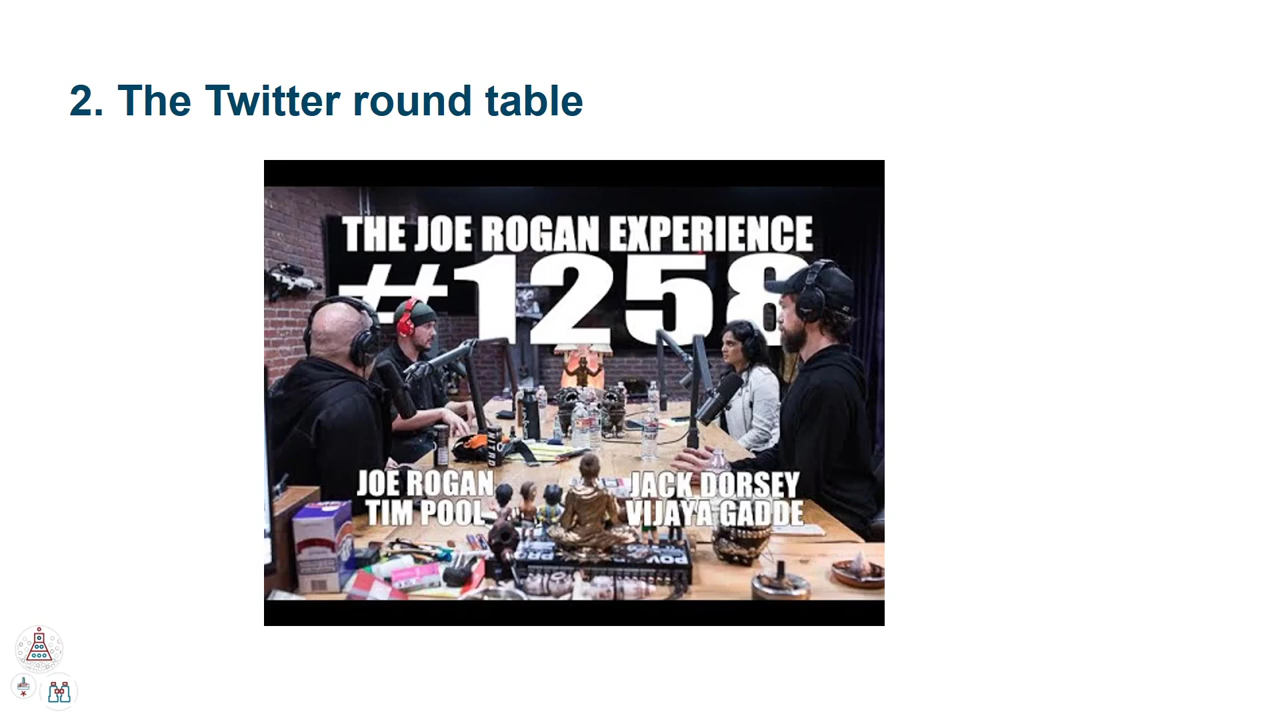 2. The Twitter round table
THE JOE ROGAN EXPERIENCE
#1258
JOE ROGAN
TIM POOL
JACK DORSEY
VIJAYA GADDE